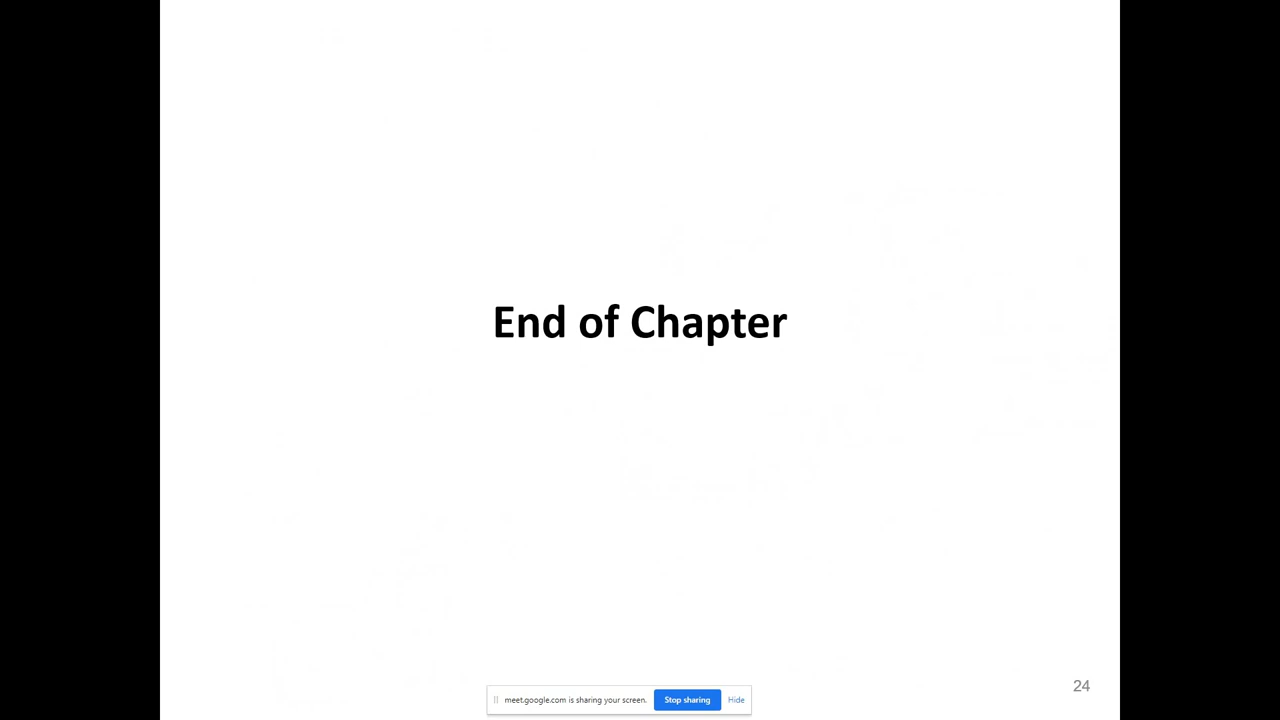 End of Chapter
24
meet.google.com is sharing your screen. Stop sharing Hide